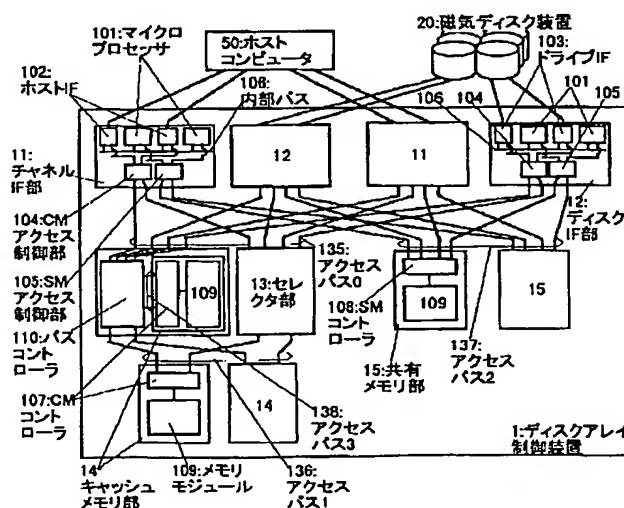 20:磁気ディスク装置
101:マイクロ
プロセッサ
50:ホスト
コンピュータ
103:
ドライブIF
102:
ホストIF
106:
内部バス
106
104
101
105
11:
チャネル
IF部
12
11
12:ディスク
IF部
104:CM
アクセス
制御部
105:SM
アクセス
制御部
110:パス
コント
ローラ
109
13:セレ
クタ部
135:
アクセス
パス0
108:SM
コント
ローラ
109
15
15:共有
メモリ部
137:
アクセス
パス2
107:CM
コント
ローラ
14
138:
アクセス
パス3
1:ディスクアレイ
制御装置
14
キャッシュ
メモリ部
109:メモリ
モジュール
136:
アクセス
パス1